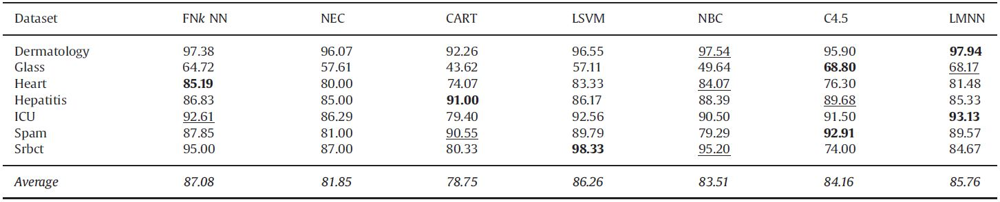 Dataset FNk NN NEC CART LSVM NBC C4.5 LMNN
Dermatology 97.38 96.07 92.26 96.55 97.54 95.90 97.94
Glass 64.72 57.61 43.62 57.11 49.64 68.80 68.17
Heart 85.19 80.00 74.07 83.33 84.07 76.30 81.48
Hepatitis 86.83 85.00 91.00 86.17 88.39 89.68 85.33
ICU 92.61 86.29 79.40 92.56 90.50 91.50 93.13
Spam 87.85 81.00 90.55 89.79 79.29 92.91 89.57
Srbct 95.00 87.00 80.33 98.33 95.20 74.00 84.67
Average 87.08 81.85 78.75 86.26 83.51 84.16 85.76